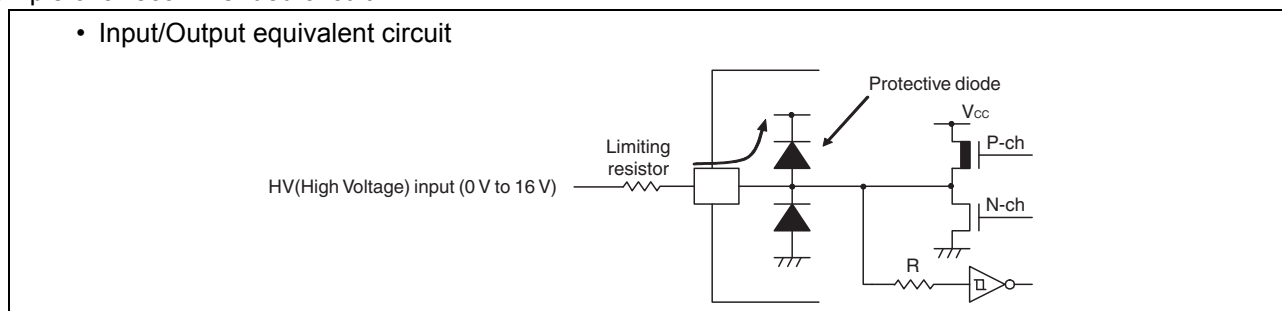 • Input/Output equivalent circuit
Protective diode
Vcc
P-ch
Limiting
resistor
HV(High Voltage) input (0 V to 16 V)
N-ch
R